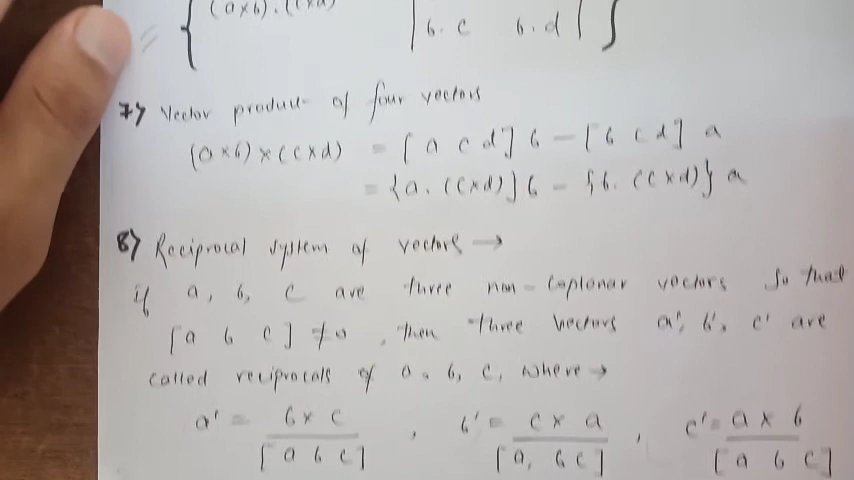 = { (a×b).(c×d) | b.c b.d | }
7) Vector product of four vectors
(a×b)×(c×d) = [a c d] b – [b c d] a
= {a.(c×d)} b – {b.(c×d)} a
8) Reciprocal system of vectors →
if a, b, c are three non-coplanar vectors so that
[a b c] ≠0, then three vectors a', b', c' are
called reciprocals of a, b, c, where →
a' = b× c / [a b c] , b' = c× a / [a, b c] , c' = a × b / [a b c]